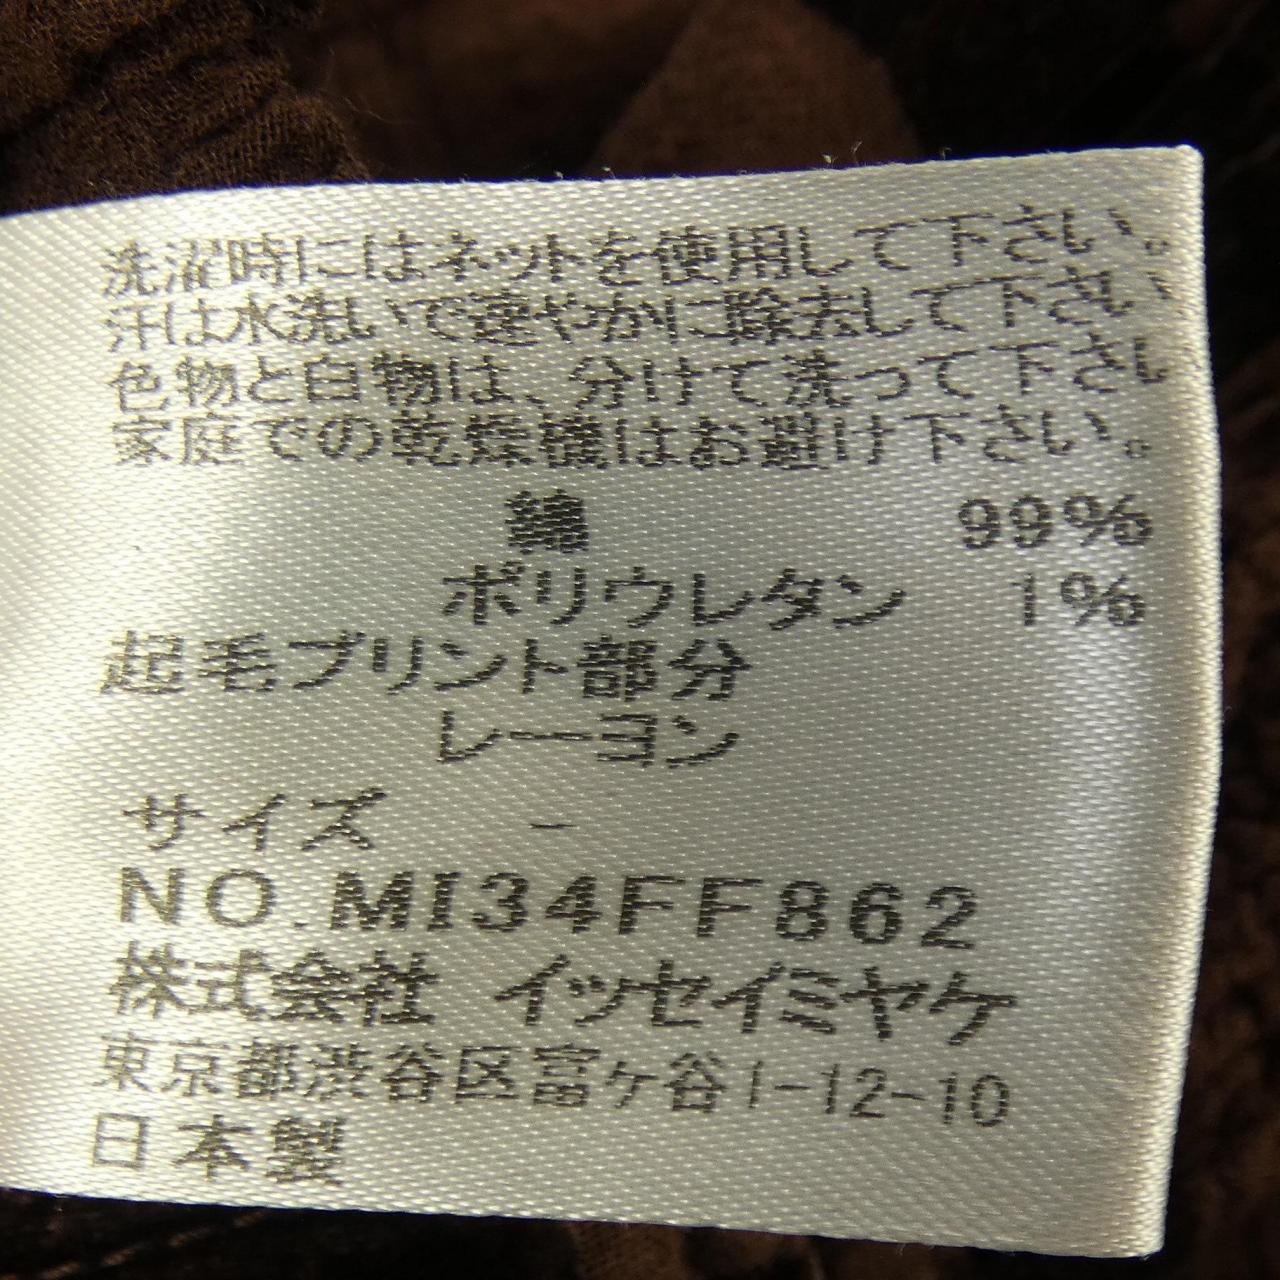 洗濯時にはネットを使用して下さい。
汗は水洗いで速やかに除去して下さい。
色物と白物は、分けて洗って下さい
家庭での乾燥機はお避け下さい。
綿 99%
ポリウレタン 1%
起毛プリント部分
レーヨン
サイズ -
NO.MI34FF862
株式会社 イッセイミヤケ
東京都渋谷区富ヶ谷1-12-10
日本製